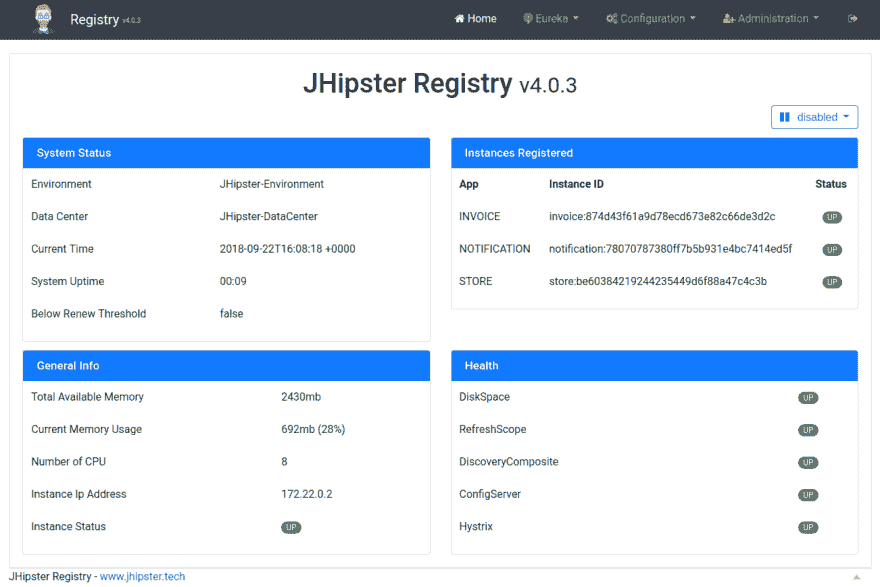 Registry v4.0.3 Home Eureka Configuration Administration
JHipster Registry v4.0.3
disabled
System Status
Environment JHipster-Environment
Data Center JHipster-DataCenter
Current Time 2018-09-22T16:08:18 +0000
System Uptime 00:09
Below Renew Threshold false
Instances Registered
App Instance ID Status
INVOICE invoice:874d43f61a9d78ecd673e82c66de3d2c UP
NOTIFICATION notification:78070787380ff7b5b931e4bc7414ed5f UP
STORE store:be60384219244235449d6f88a47c4c3b UP
General Info
Total Available Memory 2430mb
Current Memory Usage 692mb (28%)
Number of CPU 8
Instance Ip Address 172.22.0.2
Instance Status UP
Health
DiskSpace UP
RefreshScope UP
DiscoveryComposite UP
ConfigServer UP
Hystrix UP
JHipster Registry - www.jhipster.tech